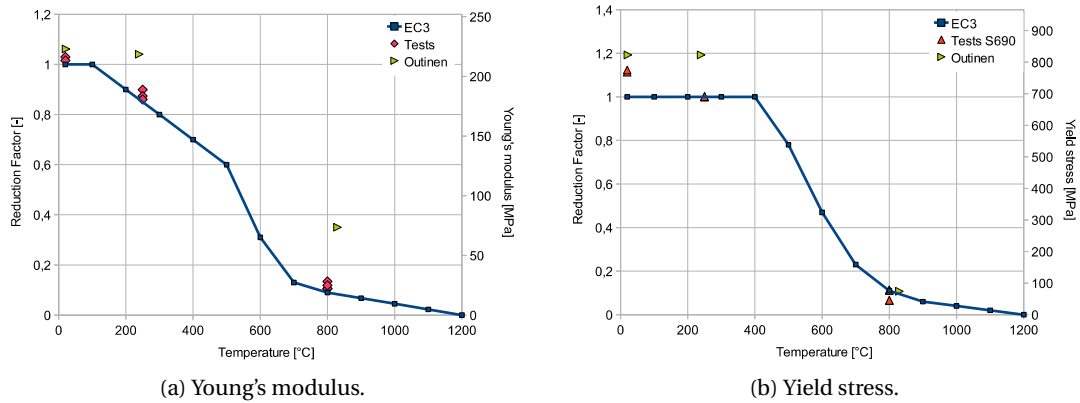 1,2
1
0,8
0,6
0,4
0,2
0
Reduction Factor [-]
0 200 400 600 800 1000 1200
Temperature [°C]
250
200
150
100
50
0
Young's modulus [MPa]
EC3
Tests
Outinen
(a) Young's modulus.
1,4
1,2
1
0,8
0,6
0,4
0,2
0
Reduction Factor [-]
0 200 400 600 800 1000 1200
Temperature [°C]
900
800
700
600
500
400
300
200
100
0
Yield stress [MPa]
EC3
Tests S690
Outinen
(b) Yield stress.